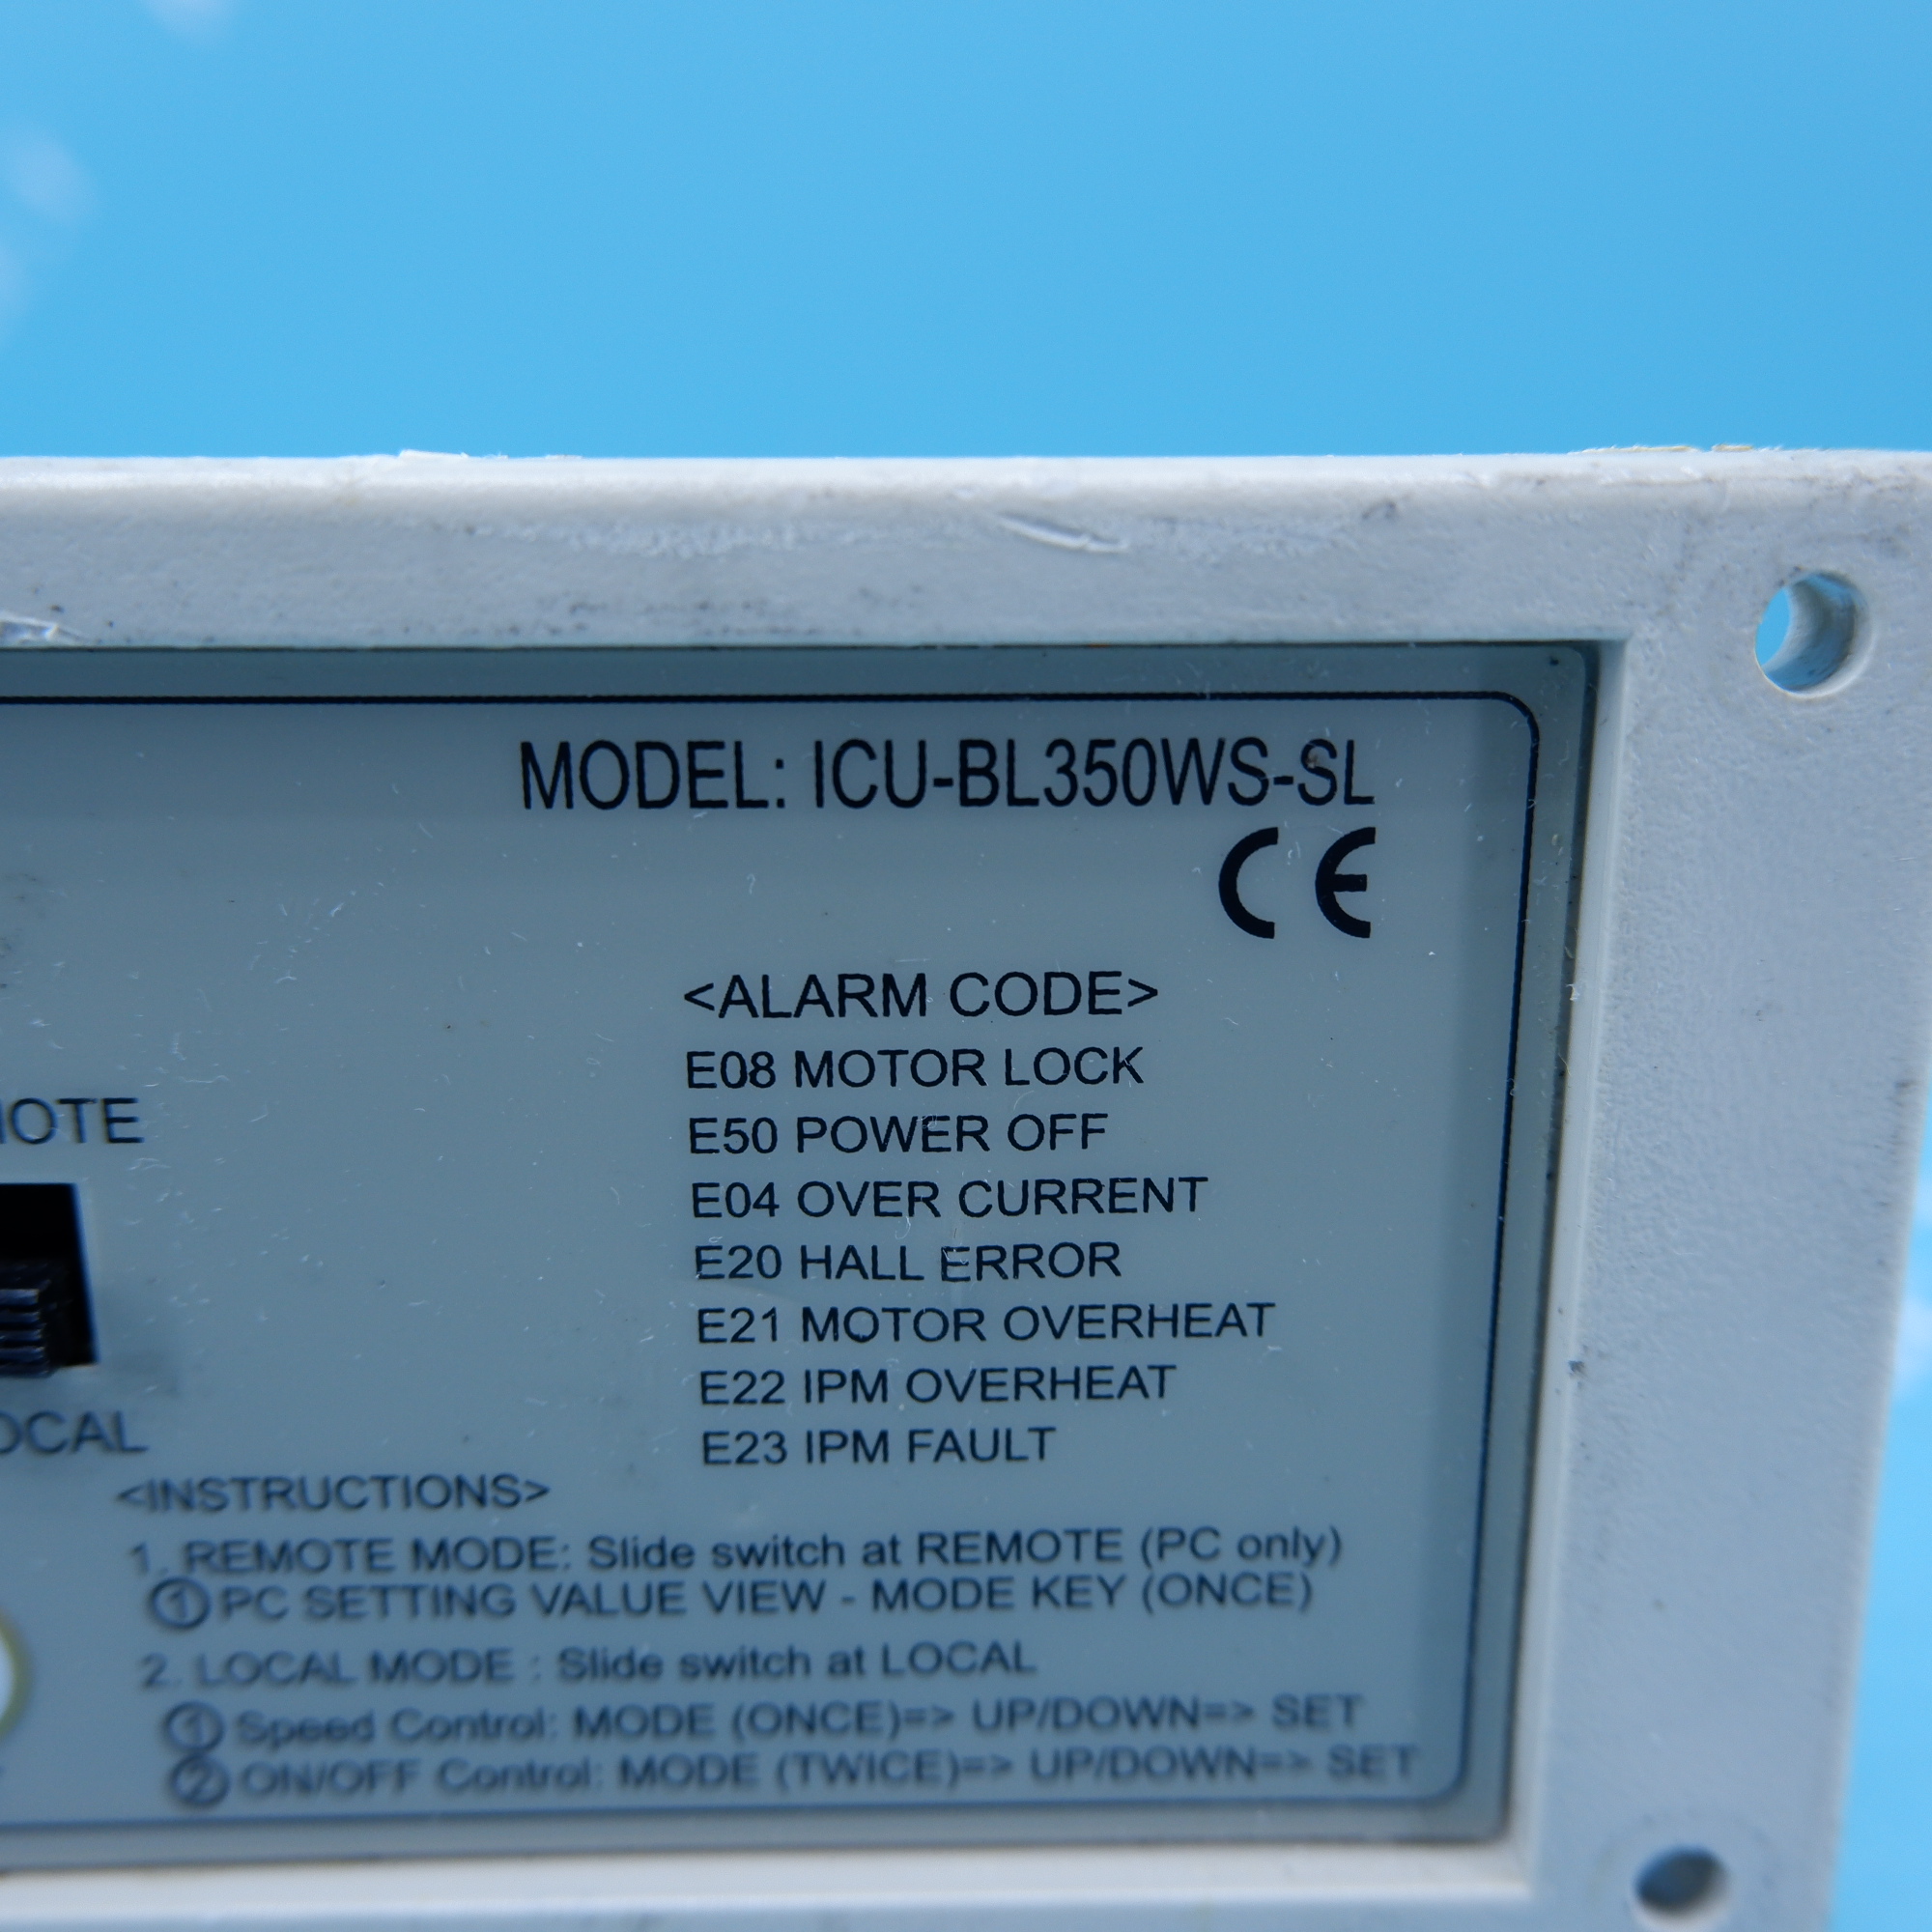 MODEL: ICU-BL350WS-SL
CE
<ALARM CODE>
E08 MOTOR LOCK
E50 POWER OFF
E04 OVER CURRENT
E20 HALL ERROR
E21 MOTOR OVERHEAT
E22 IPM OVERHEAT
E23 IPM FAULT
OTE
OCAL
<INSTRUCTIONS>
1. REMOTE MODE: Slide switch at REMOTE (PC only)
① PC SETTING VALUE VIEW - MODE KEY (ONCE)
2. LOCAL MODE : Slide switch at LOCAL
① Speed Control: MODE (ONCE)=> UP/DOWN=> SET
② ON/OFF Control: MODE (TWICE)=> UP/DOWN=> SET